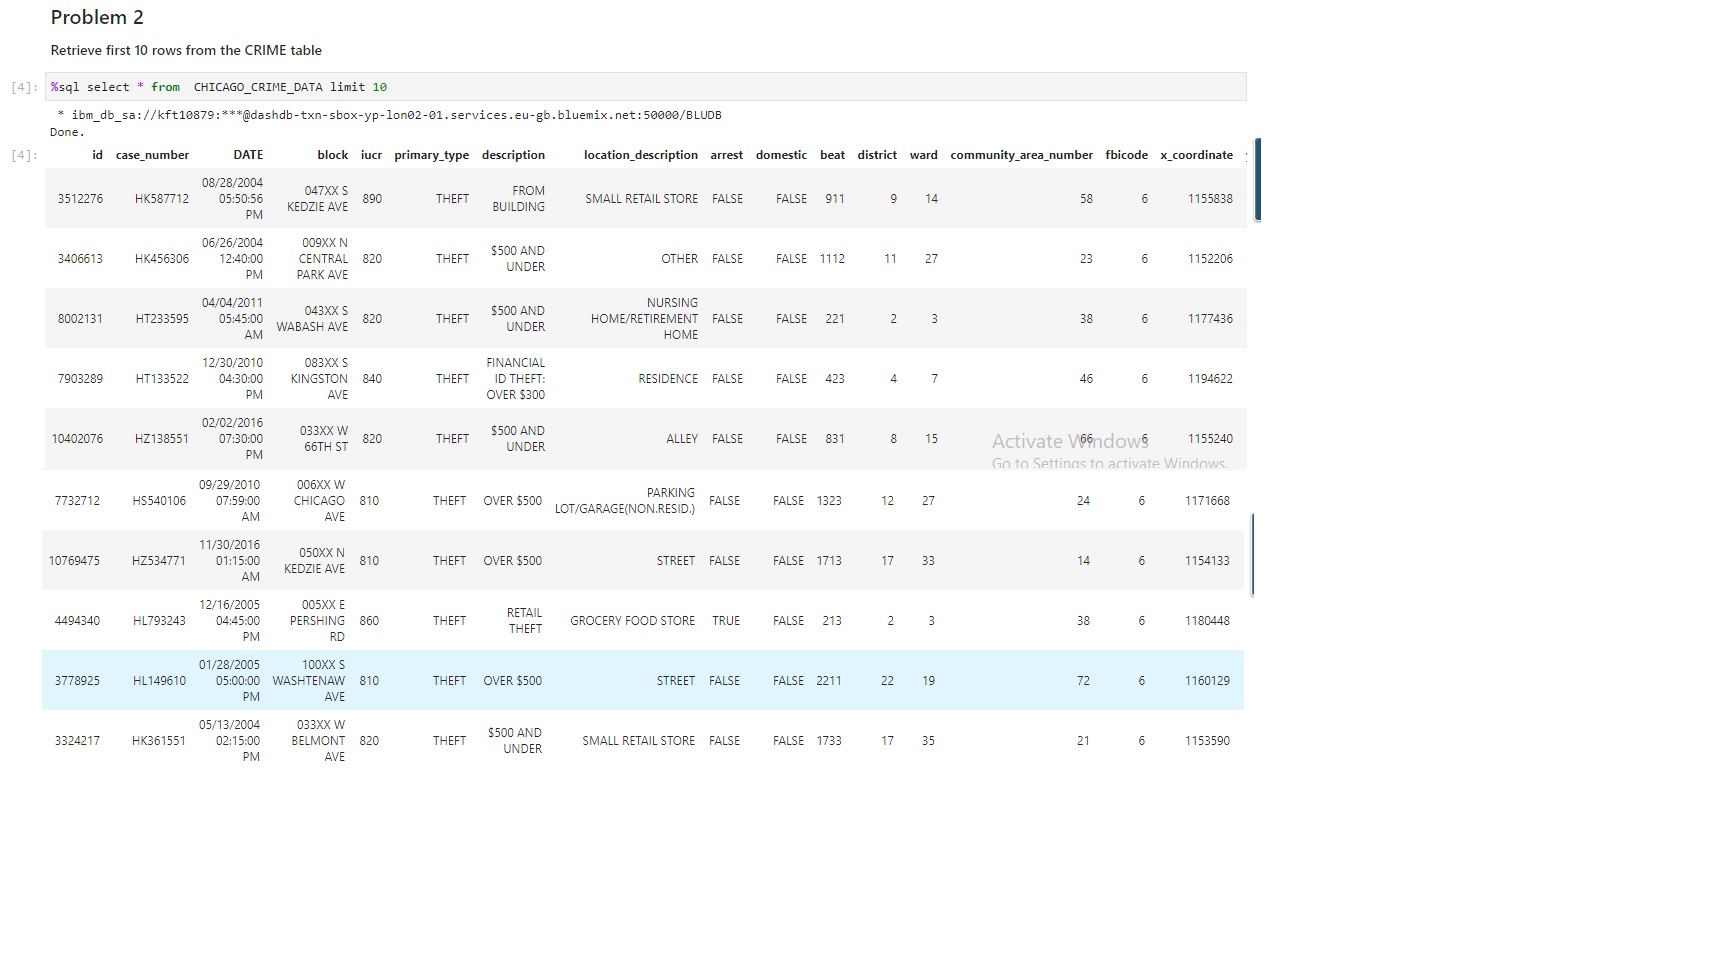 Problem 2
Retrieve first 10 rows from the CRIME table
[4]: %sql select * from  CHICAGO_CRIME_DATA limit 10
* ibm_db_sa://kft10879:***@dashdb-txn-sbox-yp-lon02-01.services.eu-gb.bluemix.net:50000/BLUDB
Done.
[4]: id case_number DATE block iucr primary_type description location_description arrest domestic beat district ward community_area_number fbicode x_coordinate
3512276 HK587712 08/28/2004 05:50:56 PM 047XX S KEDZIE AVE 890 THEFT FROM BUILDING SMALL RETAIL STORE FALSE FALSE 911 9 14 58 6 1155838
3406613 HK456306 06/26/2004 12:40:00 PM 009XX N CENTRAL PARK AVE 820 THEFT $500 AND UNDER OTHER FALSE FALSE 1112 11 27 23 6 1152206
8002131 HT233595 04/04/2011 05:45:00 AM 043XX S WABASH AVE 820 THEFT $500 AND UNDER NURSING HOME/RETIREMENT HOME FALSE FALSE 221 2 3 38 6 1177436
7903289 HT133522 12/30/2010 04:30:00 PM 083XX S KINGSTON AVE 840 THEFT FINANCIAL ID THEFT: OVER $300 RESIDENCE FALSE FALSE 423 4 7 46 6 1194622
10402076 HZ138551 02/02/2016 07:30:00 PM 033XX W 66TH ST 820 THEFT $500 AND UNDER ALLEY FALSE FALSE 831 8 15 66 6 1155240
Activate Windows
Go to Settings to activate Windows.
7732712 HS540106 09/29/2010 07:59:00 AM 006XX W CHICAGO AVE 810 THEFT OVER $500 PARKING LOT/GARAGE(NON.RESID.) FALSE FALSE 1323 12 27 24 6 1171668
10769475 HZ534771 11/30/2016 01:15:00 AM 050XX N KEDZIE AVE 810 THEFT OVER $500 STREET FALSE FALSE 1713 17 33 14 6 1154133
4494340 HL793243 12/16/2005 04:45:00 PM 005XX E PERSHING RD 860 THEFT RETAIL THEFT GROCERY FOOD STORE TRUE FALSE 213 2 3 38 6 1180448
3778925 HL149610 01/28/2005 05:00:00 PM 100XX S WASHTENAW AVE 810 THEFT OVER $500 STREET FALSE FALSE 2211 22 19 72 6 1160129
3324217 HK361551 05/13/2004 02:15:00 PM 033XX W BELMONT AVE 820 THEFT $500 AND UNDER SMALL RETAIL STORE FALSE FALSE 1733 17 35 21 6 1153590